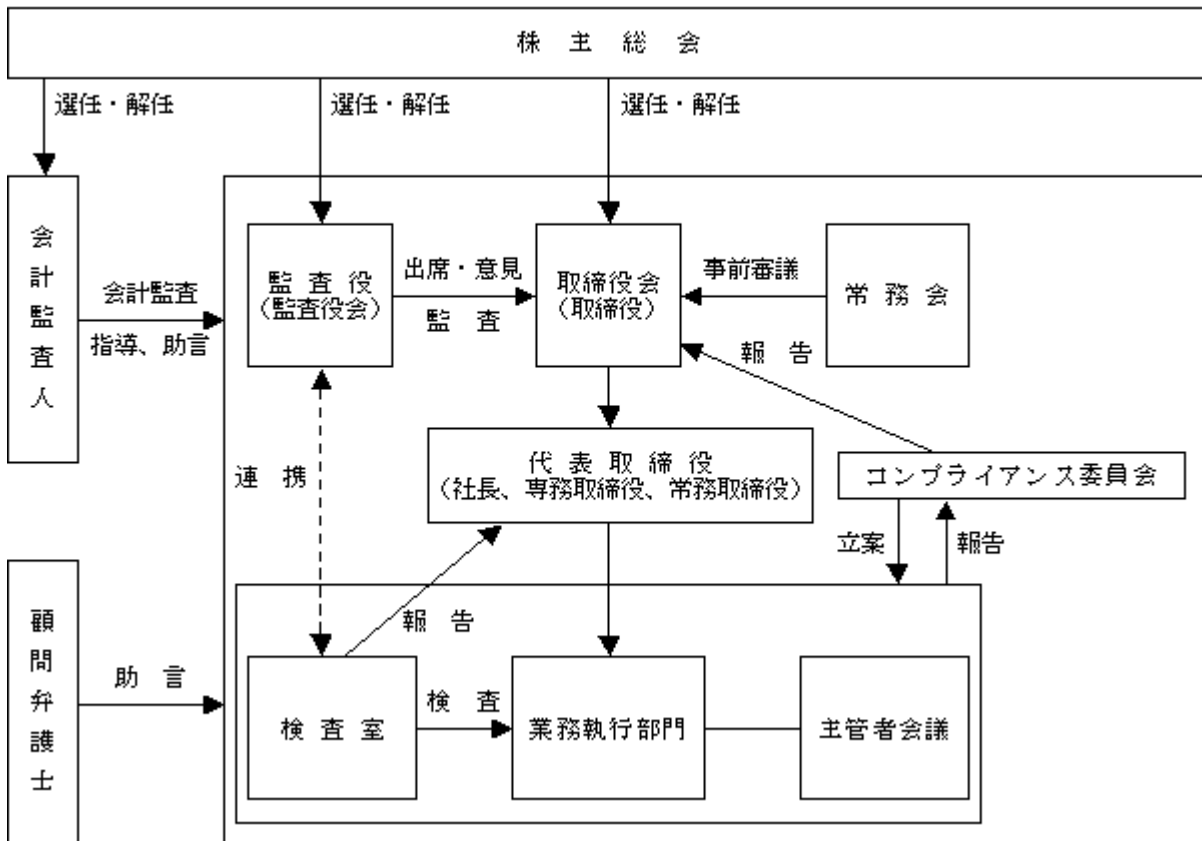 株主総会
選任・解任
選任・解任
選任・解任
会計監査人
会計監査
指導、助言
監査役
(監査役会)
出席・意見
監査
取締役会
(取締役)
事前審議
常務会
報告
連携
代表取締役
(社長、専務取締役、常務取締役)
コンプライアンス委員会
立案
報告
顧問弁護士
助言
報告
検査室
検査
業務執行部門
主管者会議